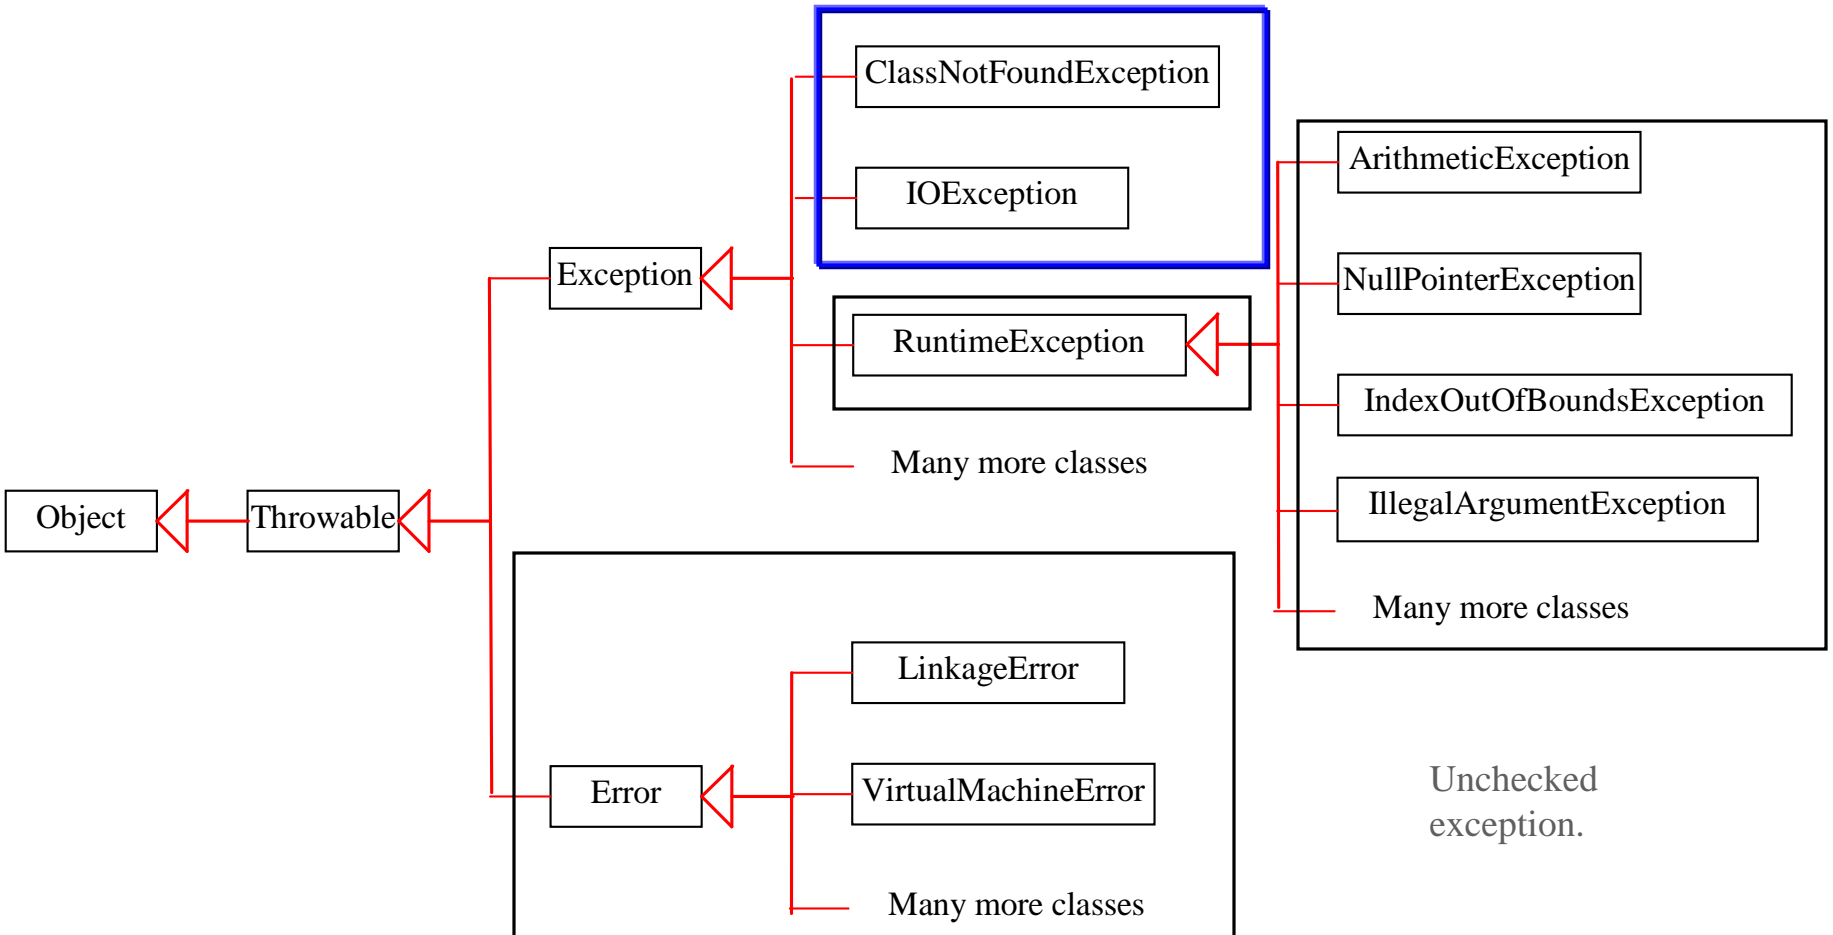 ClassNotFoundException
IOException
Exception
RuntimeException
Many more classes
ArithmeticException
NullPointerException
IndexOutOfBoundsException
IllegalArgumentException
Many more classes
Object
Throwable
LinkageError
Error
VirtualMachineError
Many more classes
Unchecked
exception.